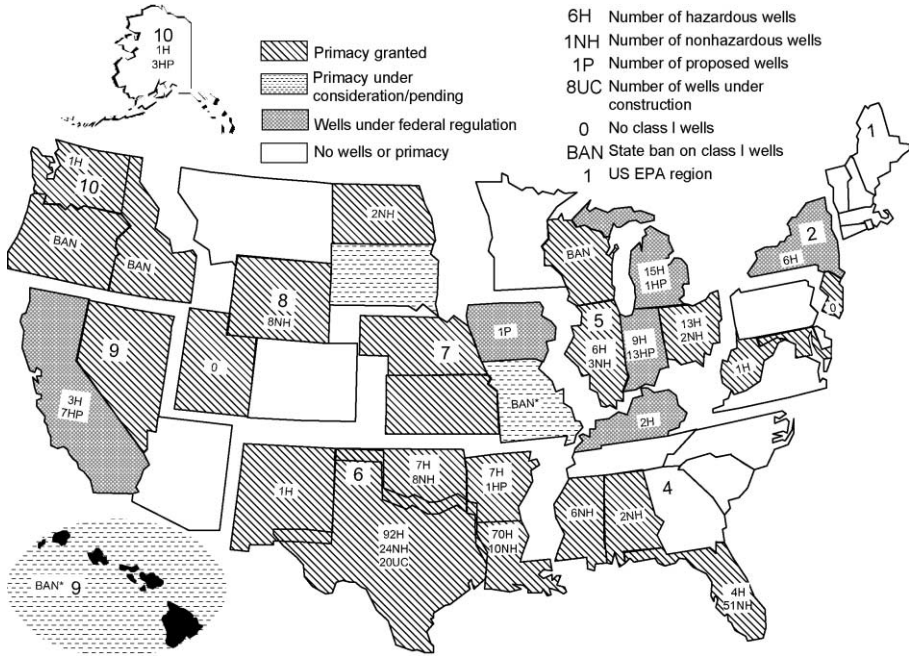 10
1H
3HP
Primacy granted
Primacy under
consideration/pending
Wells under federal regulation
No wells or primacy
6H Number of hazardous wells
1NH Number of nonhazardous wells
1P Number of proposed wells
8UC Number of wells under
construction
0 No class I wells
BAN State ban on class I wells
1 US EPA region
1
1H
10
BAN
BAN
2NH
8
8NH
0
9
3H
7HP
7
1P
BAN*
BAN
15H
1HP
5
6H
3NH
9H
13HP
13H
2NH
2
6H
0
1H
2H
1H
6
7H
8NH
92H
24NH
20UC
7H
1HP
70H
10NH
6NH
2NH
4
4H
51NH
BAN* 9